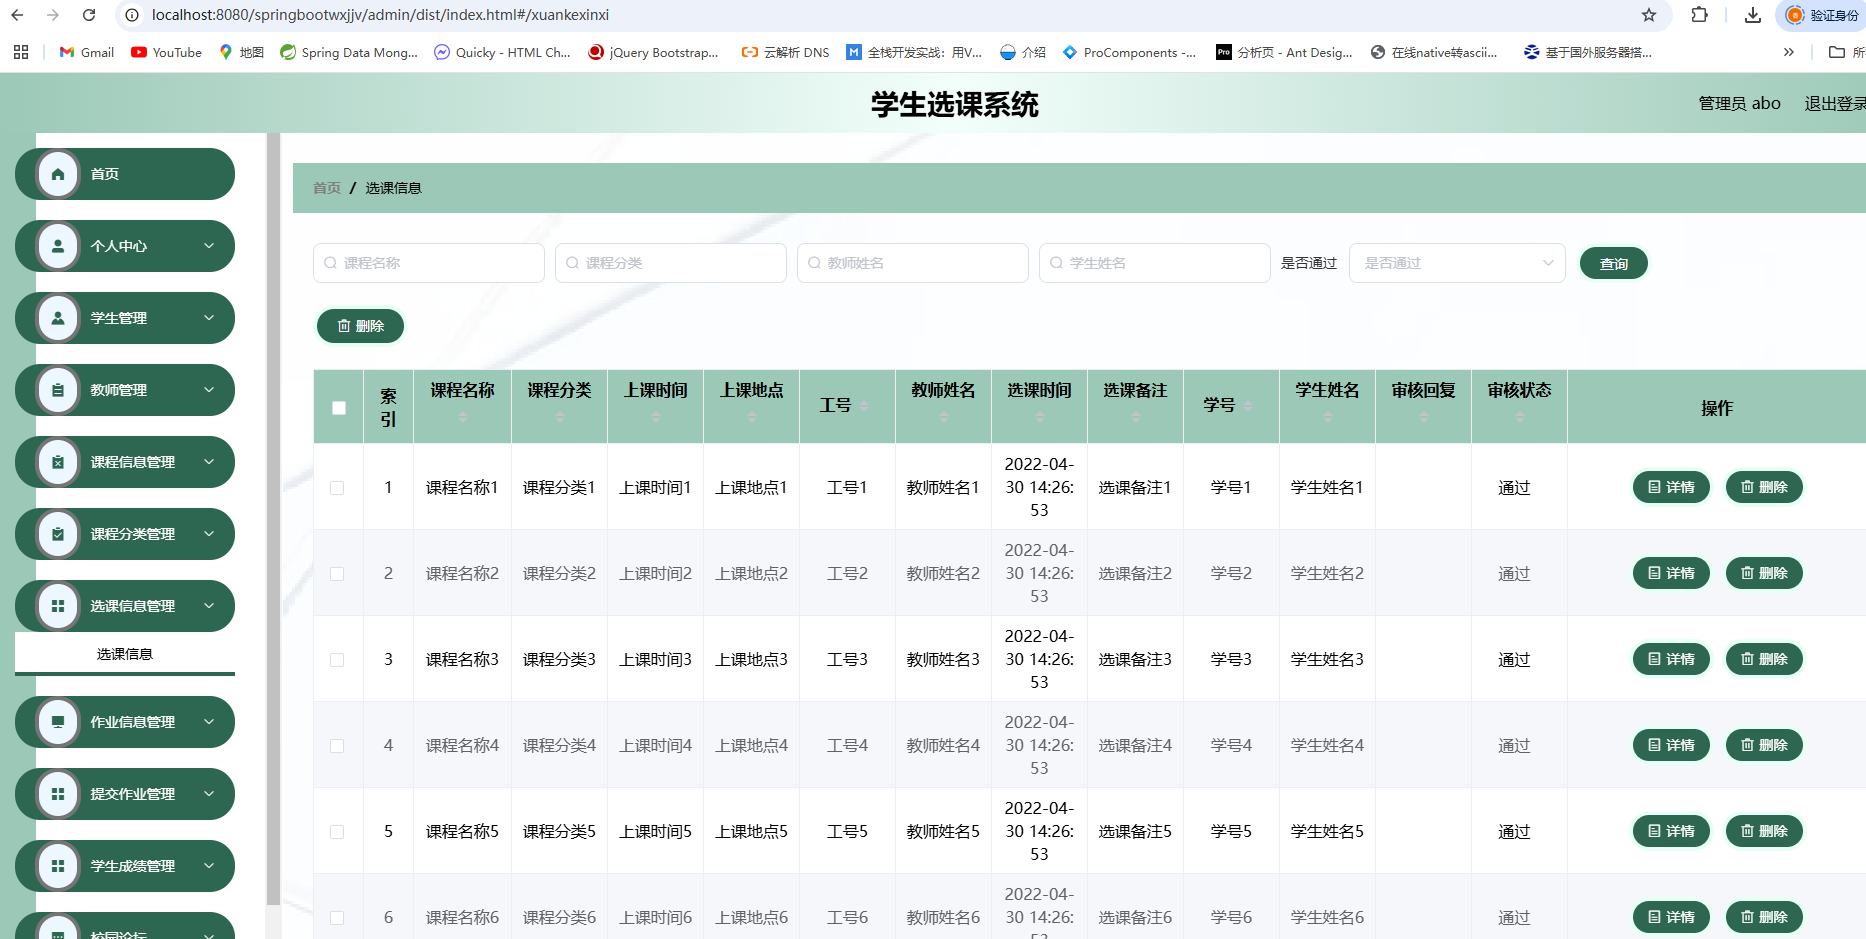 localhost:8080/springbootwxjjv/admin/dist/index.html#/xuankexinxi
验证身份
Gmail YouTube 地图 Spring Data Mong... Quicky - HTML Ch... jQuery Bootstrap... 云解析 DNS 全栈开发实战：用V... 介绍 ProComponents -... 分析页 - Ant Desig... 在线native转ascii... 基于国外服务器搭... »
学生选课系统
管理员 abo 退出登录
首页
个人中心
学生管理
教师管理
课程信息管理
课程分类管理
选课信息管理
选课信息
作业信息管理
提交作业管理
学生成绩管理
校园论坛
首页 / 选课信息
课程名称 课程分类 教师姓名 学生姓名 是否通过 是否通过 查询
删除
索引 课程名称 课程分类 上课时间 上课地点 工号 教师姓名 选课时间 选课备注 学号 学生姓名 审核回复 审核状态 操作
1 课程名称1 课程分类1 上课时间1 上课地点1 工号1 教师姓名1 2022-04-30 14:26:53 选课备注1 学号1 学生姓名1 通过 详情 删除
2 课程名称2 课程分类2 上课时间2 上课地点2 工号2 教师姓名2 2022-04-30 14:26:53 选课备注2 学号2 学生姓名2 通过 详情 删除
3 课程名称3 课程分类3 上课时间3 上课地点3 工号3 教师姓名3 2022-04-30 14:26:53 选课备注3 学号3 学生姓名3 通过 详情 删除
4 课程名称4 课程分类4 上课时间4 上课地点4 工号4 教师姓名4 2022-04-30 14:26:53 选课备注4 学号4 学生姓名4 通过 详情 删除
5 课程名称5 课程分类5 上课时间5 上课地点5 工号5 教师姓名5 2022-04-30 14:26:53 选课备注5 学号5 学生姓名5 通过 详情 删除
6 课程名称6 课程分类6 上课时间6 上课地点6 工号6 教师姓名6 2022-04-30 14:26:53 选课备注6 学号6 学生姓名6 通过 详情 删除